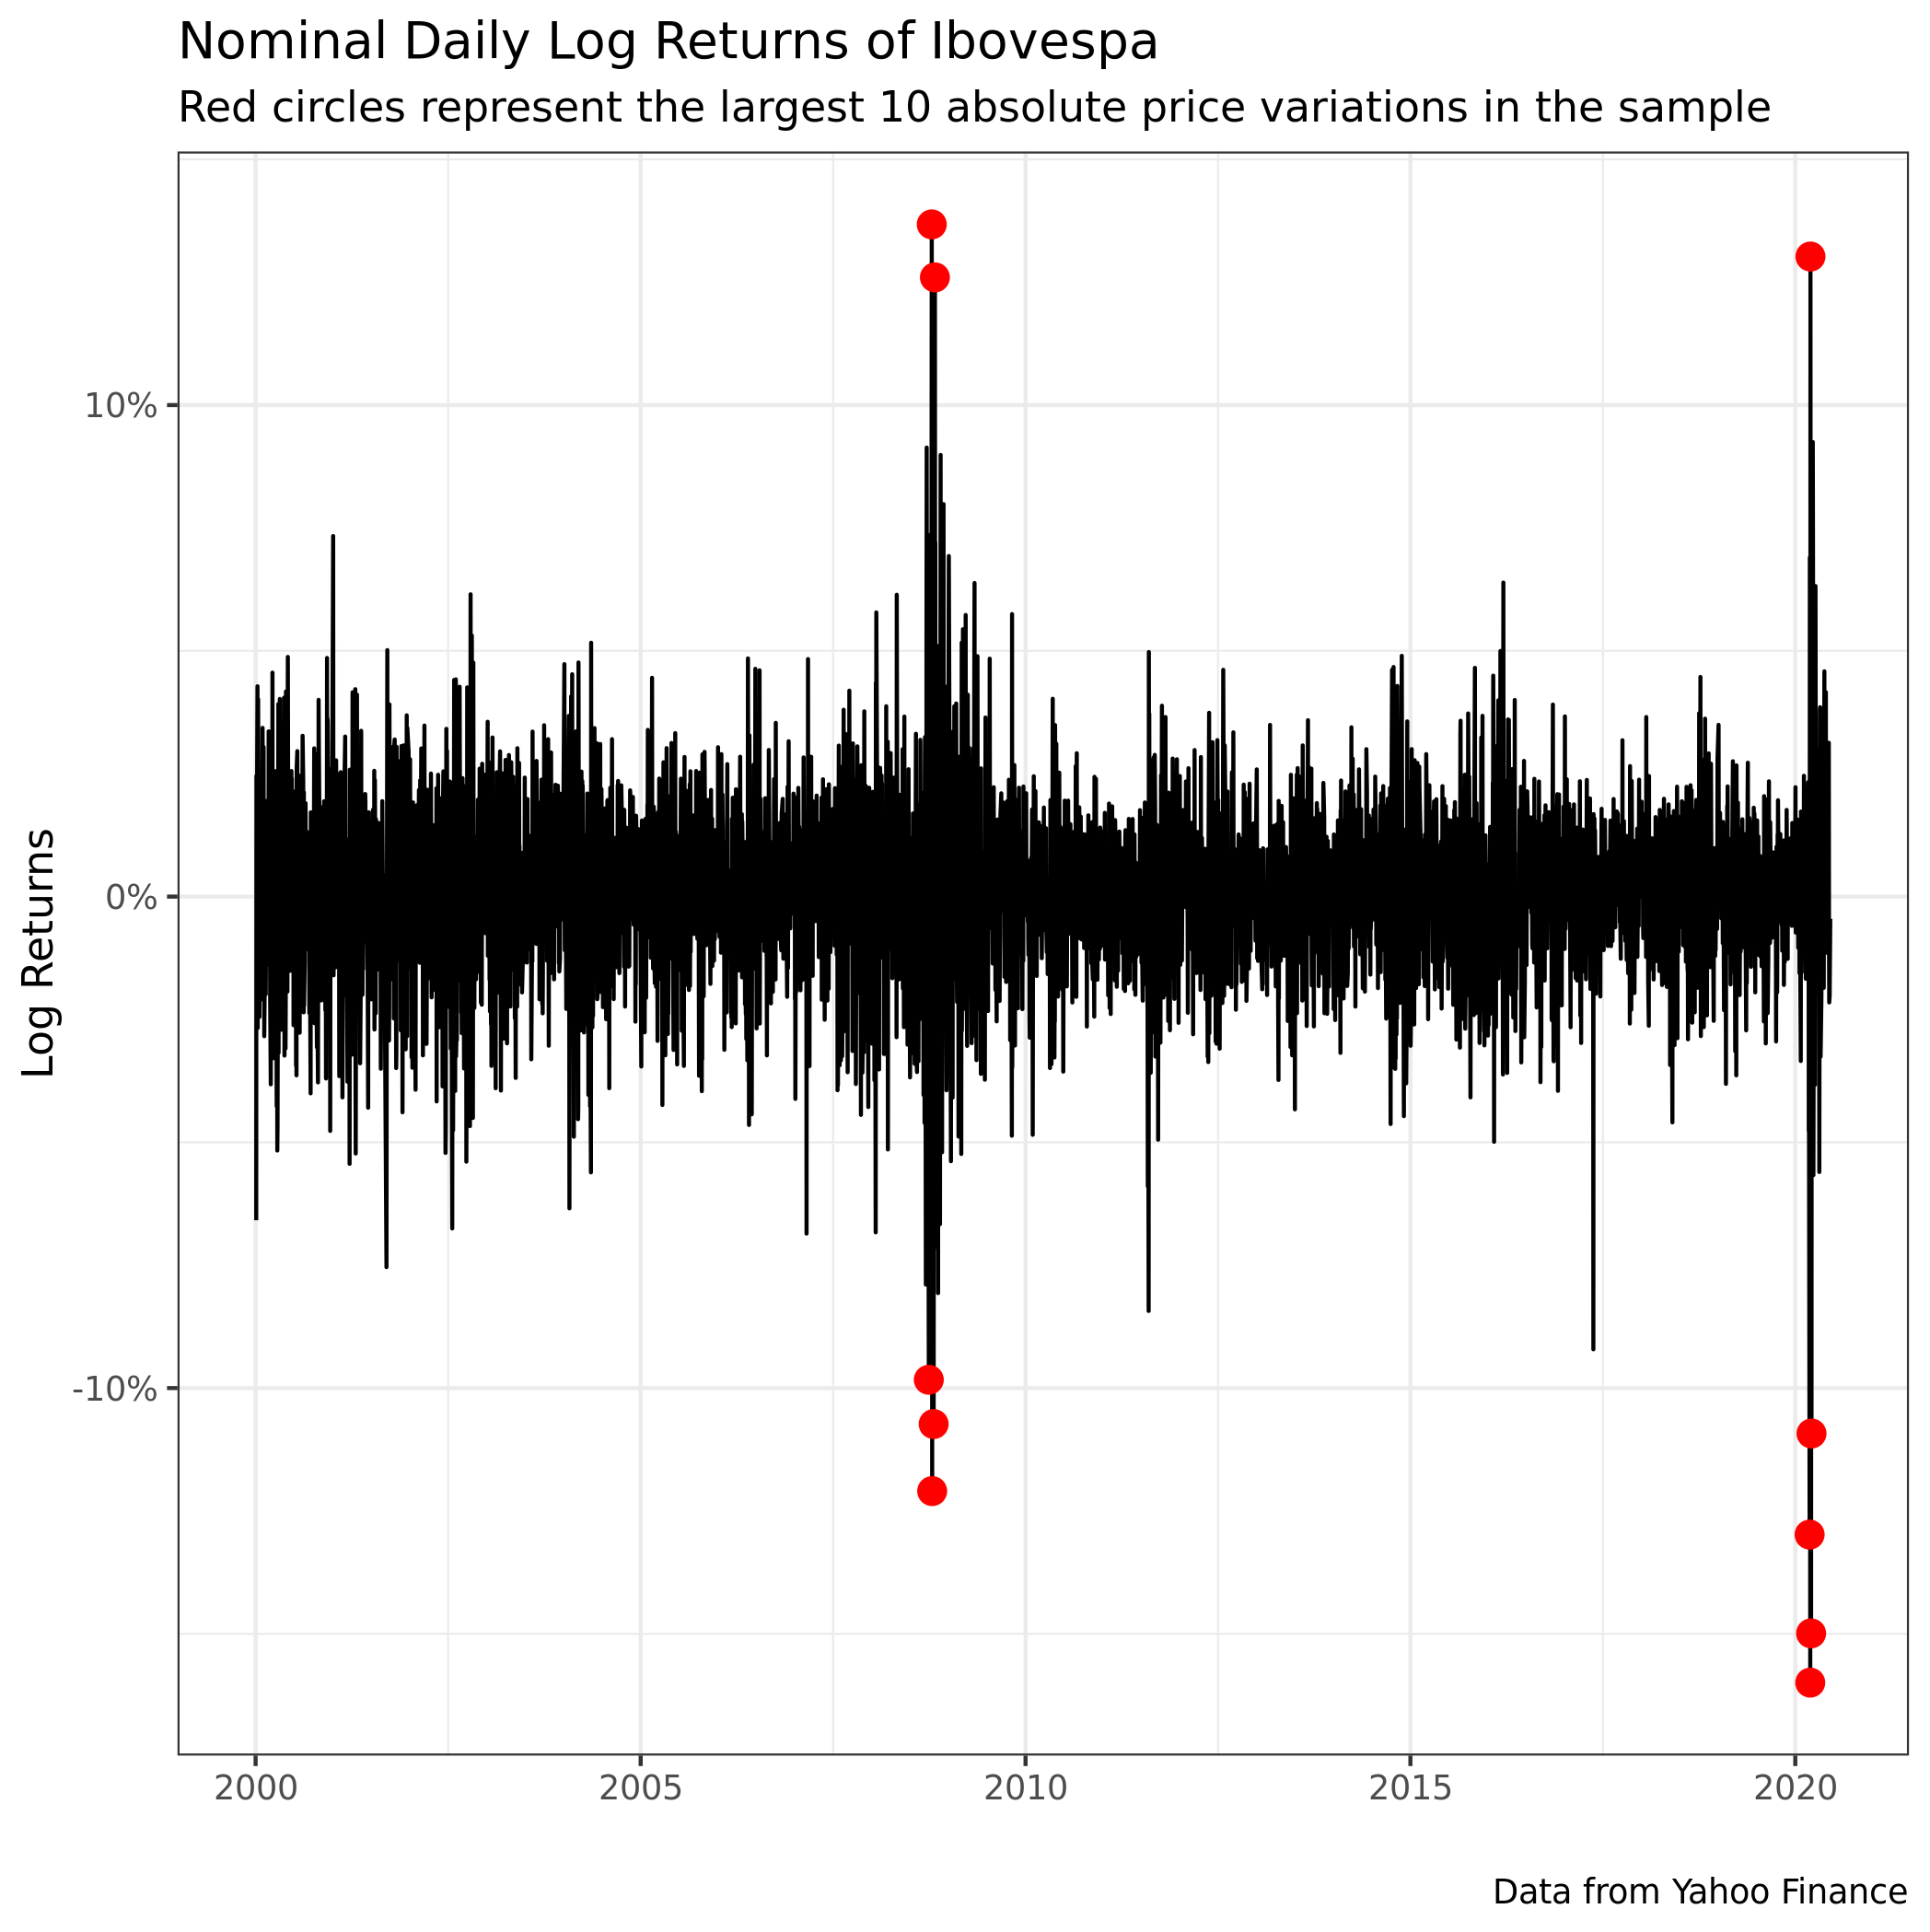 Nominal Daily Log Returns of Ibovespa
Red circles represent the largest 10 absolute price variations in the sample
10%
0%
-10%
Log Returns
2000 2005 2010 2015 2020
Data from Yahoo Finance